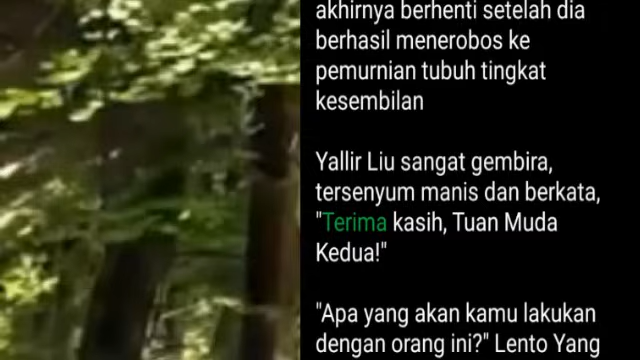 akhirnya berhenti setelah dia
berhasil menerobos ke
pemurnian tubuh tingkat
kesembilan
Yallir Liu sangat gembira,
tersenyum manis dan berkata,
"Terima kasih, Tuan Muda
Kedua!"
"Apa yang akan kamu lakukan
dengan orang ini?" Lento Yang